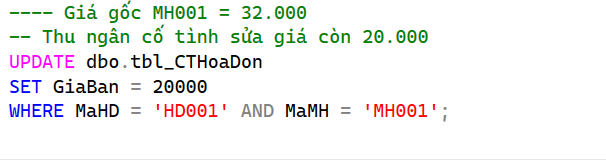 ---- Giá gốc MH001 = 32.000
-- Thu ngân cố tình sửa giá còn 20.000
UPDATE dbo.tbl_CTHoaDon
SET GiaBan = 20000
WHERE MaHD = 'HD001' AND MaMH = 'MH001';